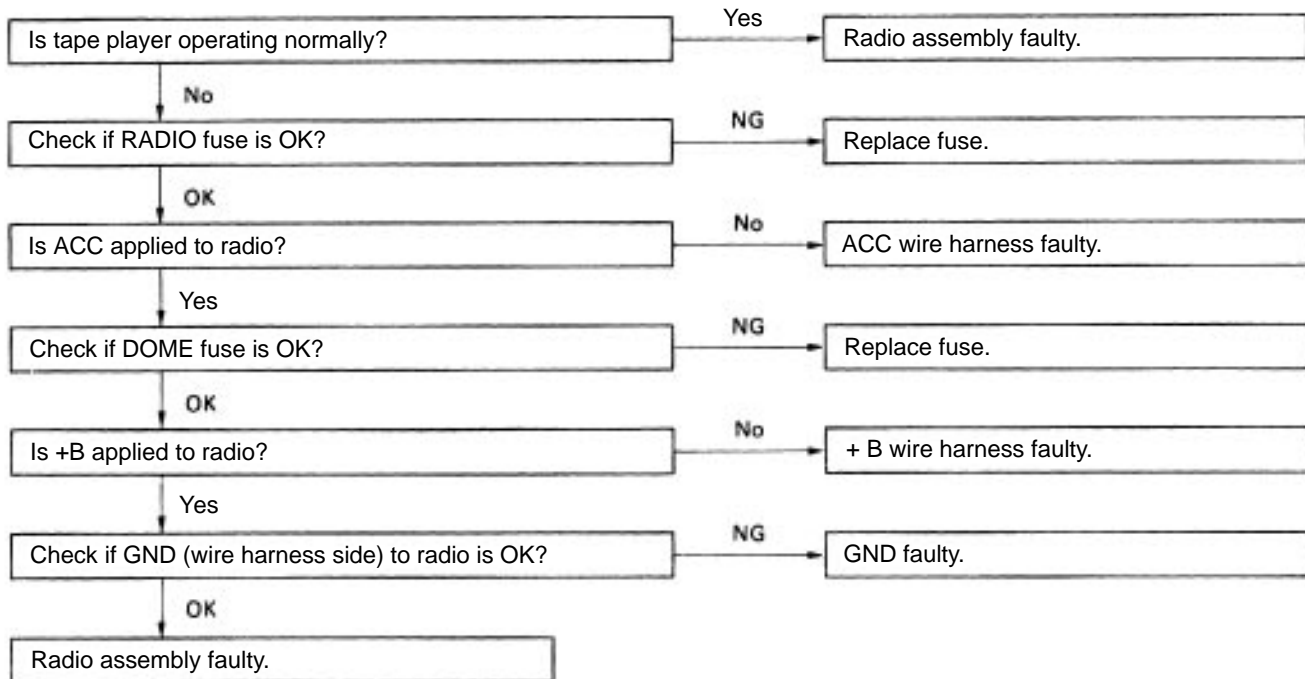 Yes
Is tape player operating normally?
Radio assembly faulty.
No
NG
Check if RADIO fuse is OK?
Replace fuse.
OK
No
Is ACC applied to radio?
ACC wire harness faulty.
Yes
NG
Check if DOME fuse is OK?
Replace fuse.
OK
No
Is +B applied to radio?
+ B wire harness faulty.
Yes
NG
Check if GND (wire harness side) to radio is OK?
GND faulty.
OK
Radio assembly faulty.